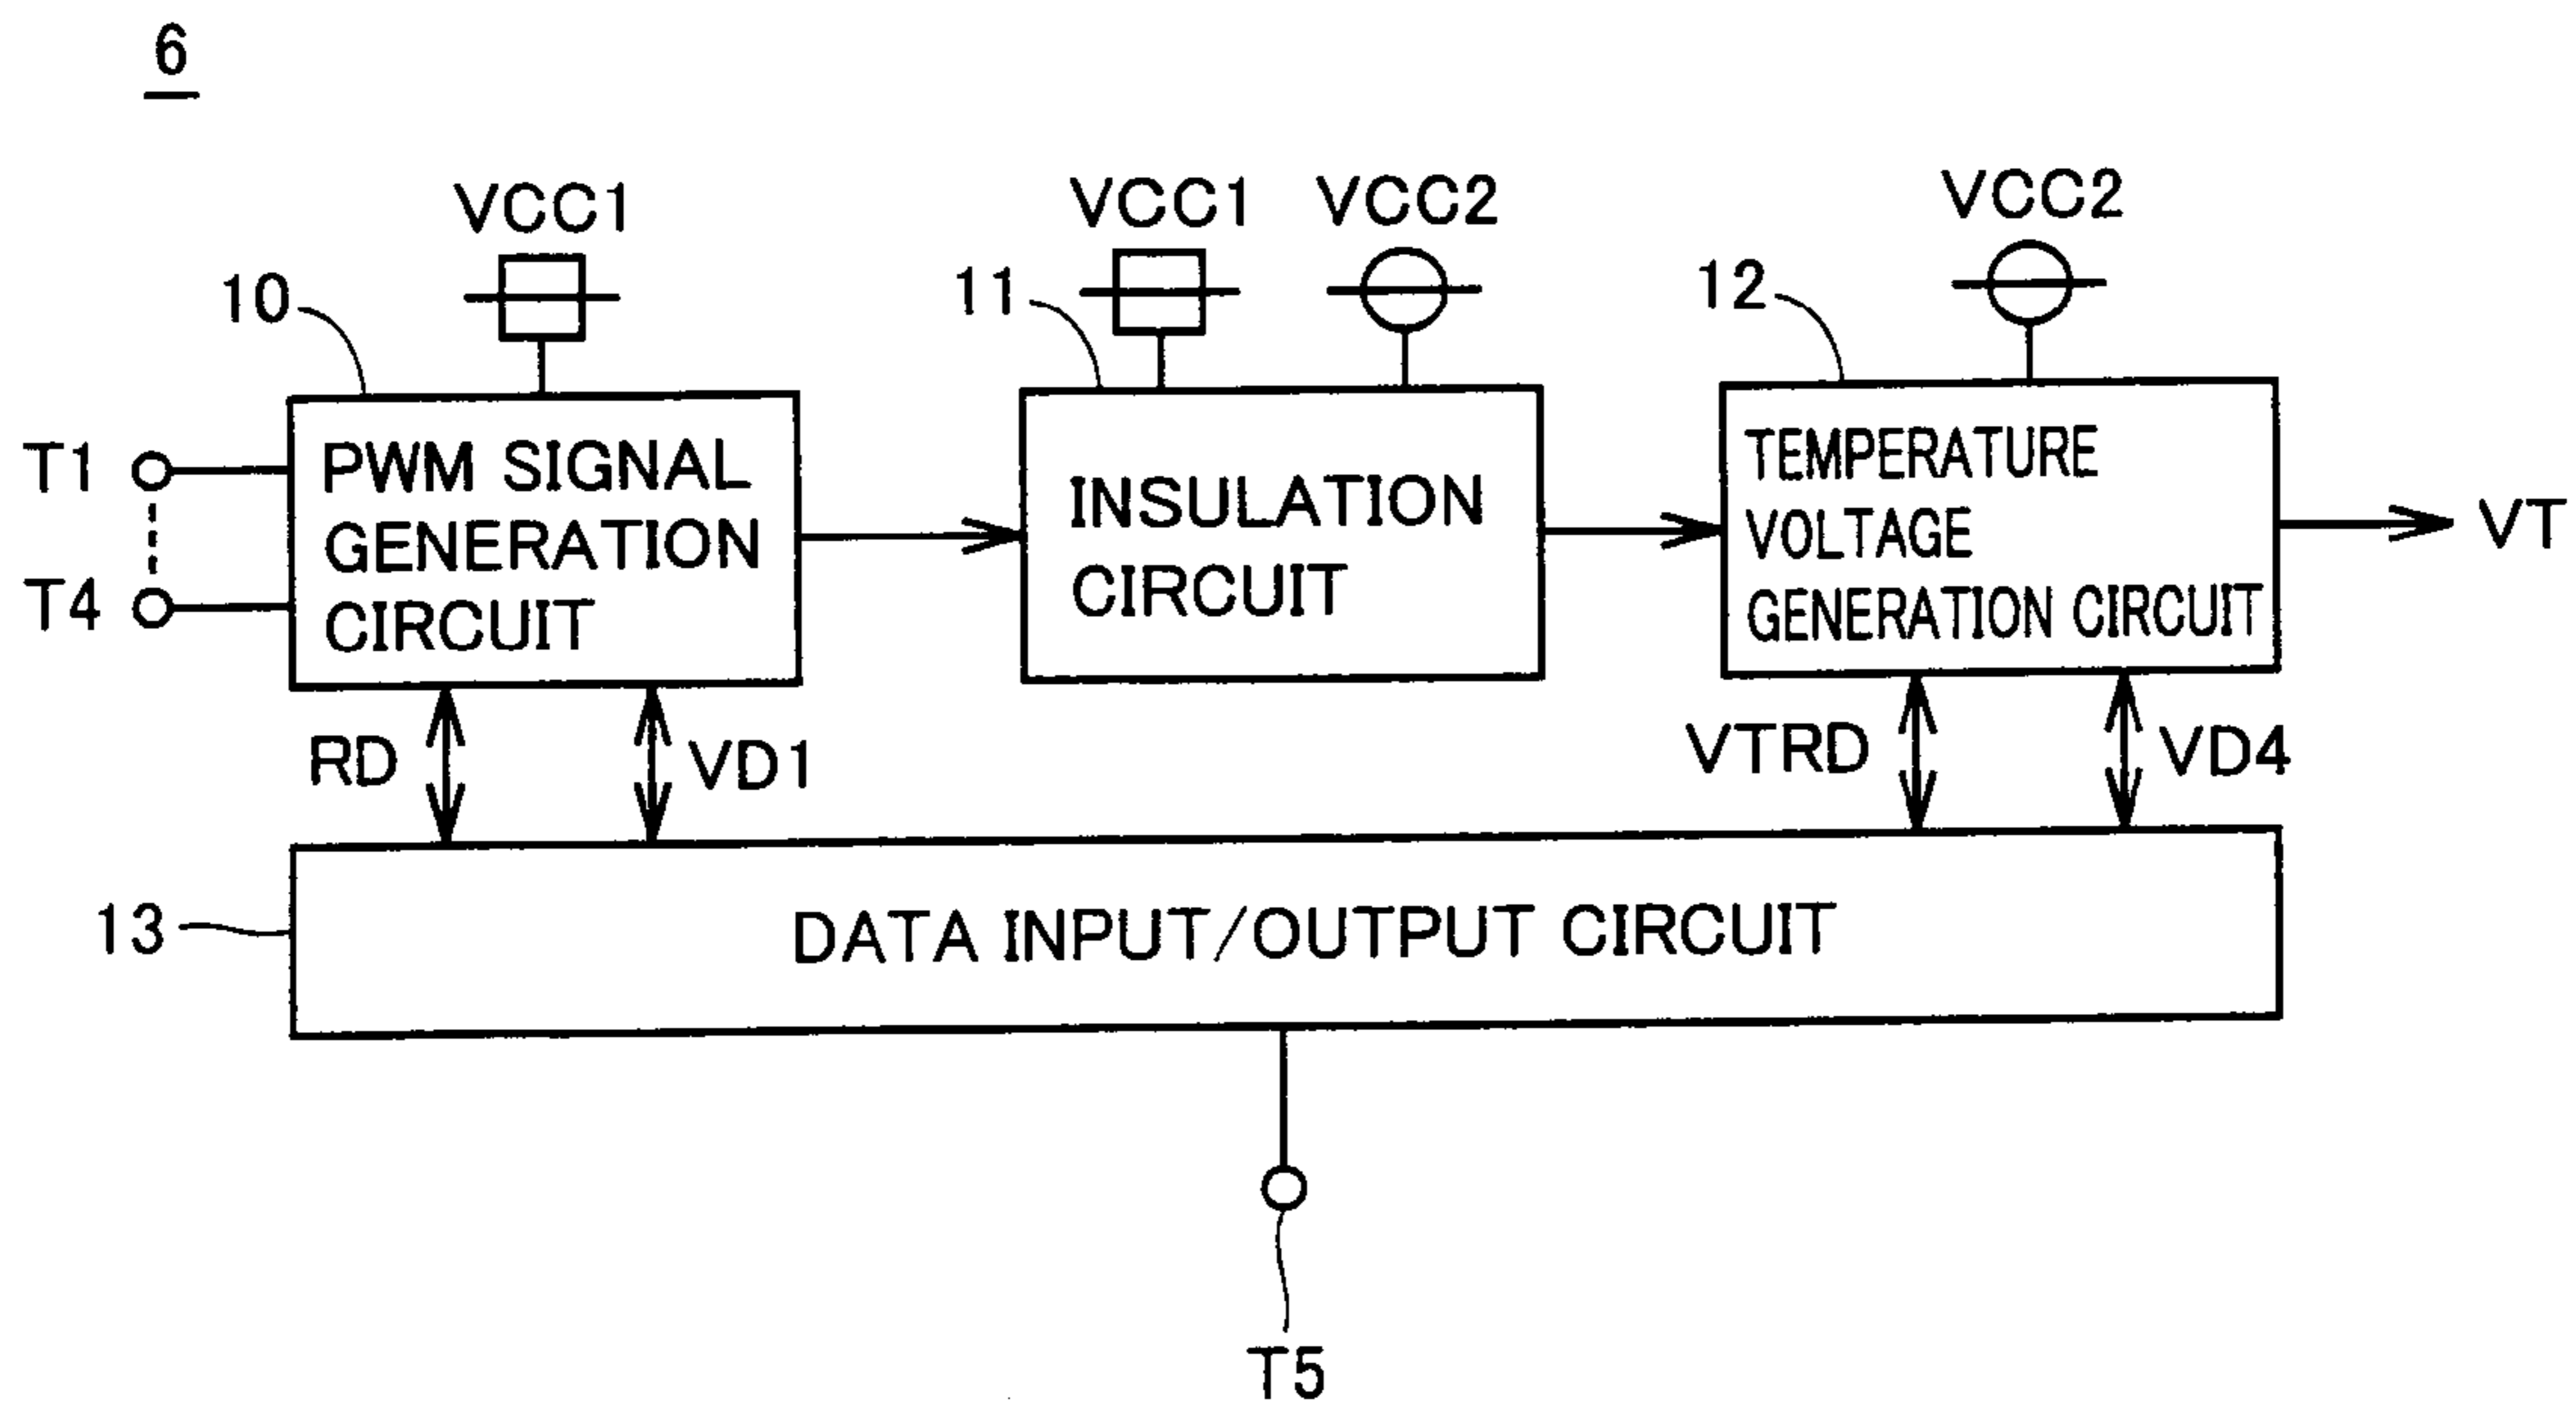 6
VCC1
VCC1
VCC2
VCC2
10
11
12
T1
T4
PWM SIGNAL
GENERATION
CIRCUIT
INSULATION
CIRCUIT
TEMPERATURE
VOLTAGE
GENERATION CIRCUIT
VT
RD
VD1
VTRD
VD4
13
DATA INPUT/OUTPUT CIRCUIT
T5